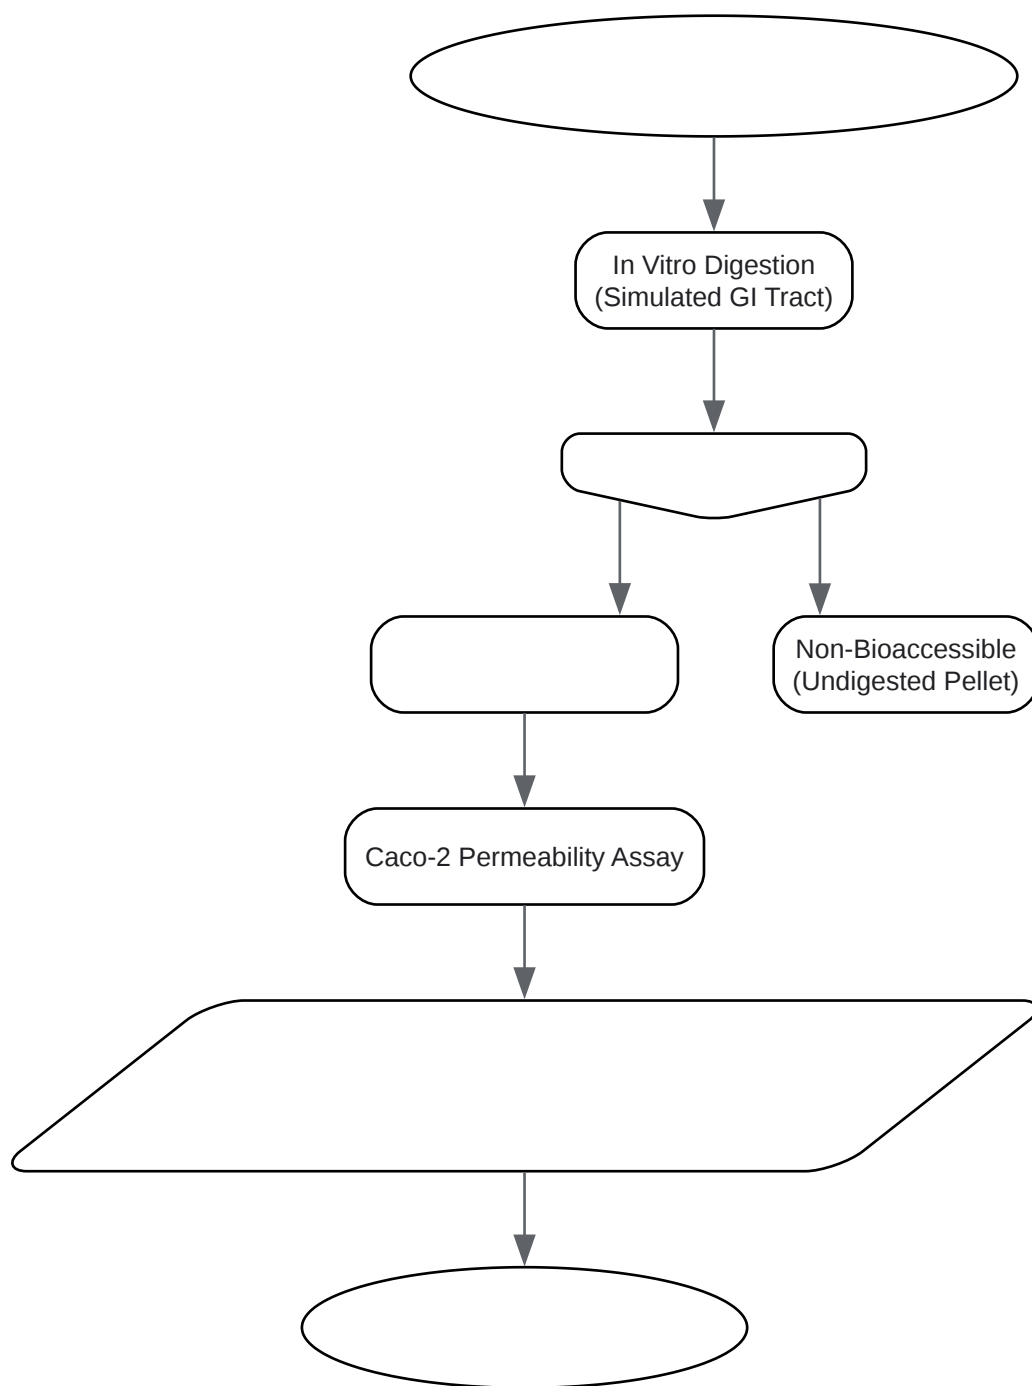 In Vitro Digestion
(Simulated GI Tract)
Non-Bioaccessible
(Undigested Pellet)
Caco-2 Permeability Assay